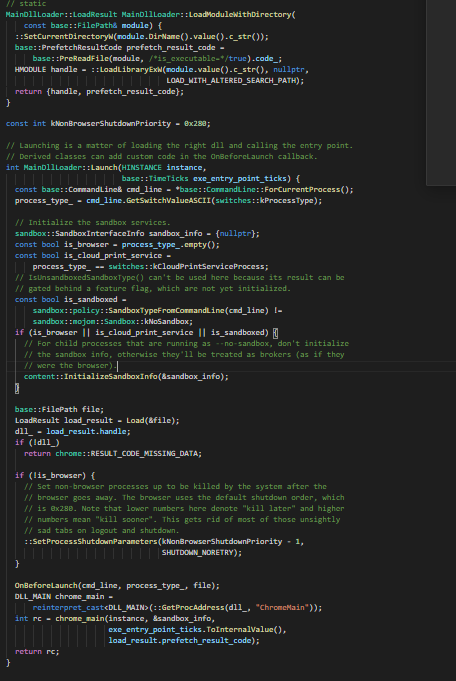 // static
MainDllLoader::LoadResult MainDllLoader::LoadModuleWithDirectory(
    const base::FilePath& module) {
  ::SetCurrentDirectoryW(module.DirName().value().c_str());
  base::PrefetchResultCode prefetch_result_code =
      base::PreReadFile(module, /*is_executable=*/true).code_;
  HMODULE handle = ::LoadLibraryExW(module.value().c_str(), nullptr,
                                    LOAD_WITH_ALTERED_SEARCH_PATH);
  return {handle, prefetch_result_code};
}

const int kNonBrowserShutdownPriority = 0x280;

// Launching is a matter of loading the right dll and calling the entry point.
// Derived classes can add custom code in the OnBeforeLaunch callback.
int MainDllLoader::Launch(HINSTANCE instance,
                          base::TimeTicks exe_entry_point_ticks) {
  const base::CommandLine& cmd_line = *base::CommandLine::ForCurrentProcess();
  process_type_ = cmd_line.GetSwitchValueASCII(switches::kProcessType);

  // Initialize the sandbox services.
  sandbox::SandboxInterfaceInfo sandbox_info = {nullptr};
  const bool is_browser = process_type_.empty();
  const bool is_cloud_print_service =
      process_type_ == switches::kCloudPrintServiceProcess;
  // IsUnsandboxedSandboxType() can't be used here because its result can be
  // gated behind a feature flag, which are not yet initialized.
  const bool is_sandboxed =
      sandbox::policy::SandboxTypeFromCommandLine(cmd_line) !=
      sandbox::mojom::Sandbox::kNoSandbox;
  if (is_browser || is_cloud_print_service || is_sandboxed) {
    // For child processes that are running as --no-sandbox, don't initialize
    // the sandbox info, otherwise they'll be treated as brokers (as if they
    // were the browser).
    content::InitializeSandboxInfo(&sandbox_info);
  }

  base::FilePath file;
  LoadResult load_result = Load(&file);
  dll_ = load_result.handle;
  if (!dll_)
    return chrome::RESULT_CODE_MISSING_DATA;

  if (!is_browser) {
    // Set non-browser processes up to be killed by the system after the
    // browser goes away. The browser uses the default shutdown order, which
    // is 0x280. Note that lower numbers here denote "kill later" and higher
    // numbers mean "kill sooner". This gets rid of most of those unsightly
    // sad tabs on logout and shutdown.
    ::SetProcessShutdownParameters(kNonBrowserShutdownPriority - 1,
                                   SHUTDOWN_NORETRY);
  }

  OnBeforeLaunch(cmd_line, process_type_, file);
  DLL_MAIN chrome_main =
      reinterpret_cast<DLL_MAIN>(::GetProcAddress(dll_, "ChromeMain"));
  int rc = chrome_main(instance, &sandbox_info,
                       exe_entry_point_ticks.ToInternalValue(),
                       load_result.prefetch_result_code);
  return rc;
}